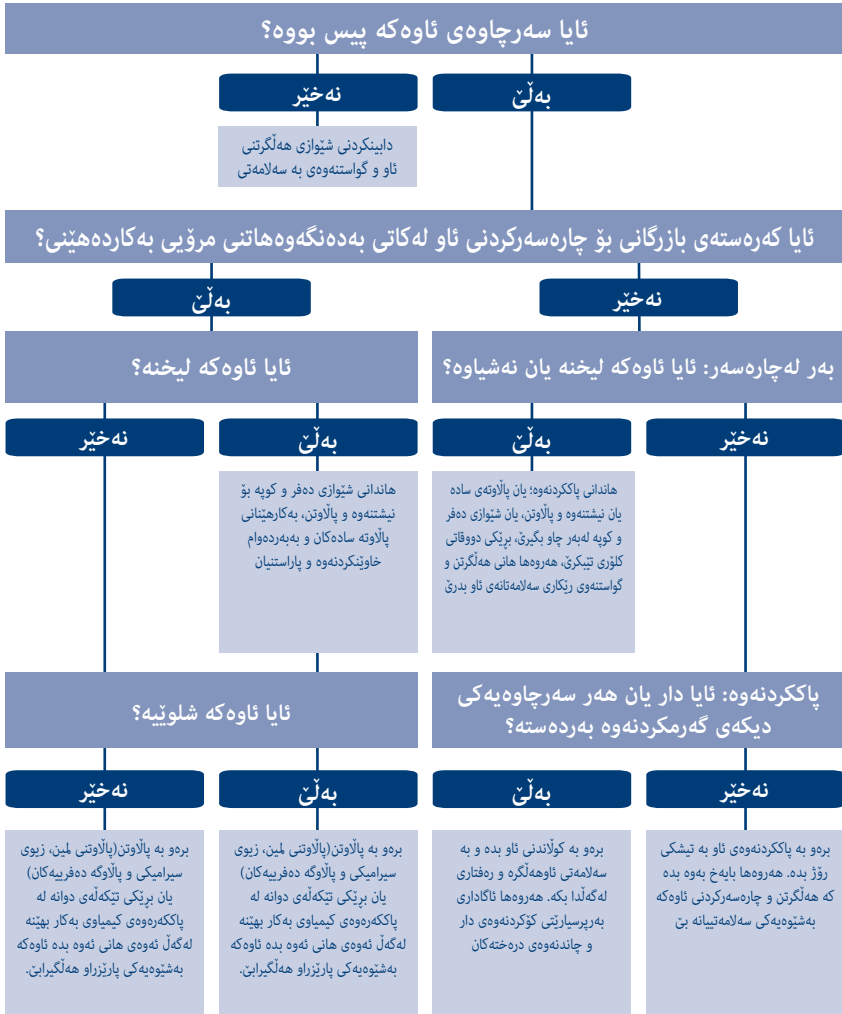 ئایا سەرچاوەی ئاوەکە پیس بووە؟
بەڵێ
نەخێر
دابینکردنی شێوازی هەڵگرتنی
ئاو و گواستنەوەی بە سەلامەتی
ئایا کەرەستەی بازرگانی بۆ چارەسەرکردنی ئاو لەکاتی بەدەنگەوەهاتنی مرۆیی بەکاردەهێنی؟
نەخێر
بەڵێ
بەر لەچارەسەر: ئایا ئاوەکە لیخنە یان نەشیاوە؟
ئایا ئاوەکە لیخنە؟
نەخێر
بەڵێ
بەڵێ
نەخێر
هاندانی پاککردنەوە؛ یان پاڵاوتەی سادە
یان نیشتنەوە و پاڵاوتن، یان شێوازی دەفر
و کوپە لەبەر چاو بگیرێ، بڕێکی دووقاتی
کلۆری تێبکرێ، هەروەها هانی هەڵگرتن و
گواستنەوی رێکاری سەلامەتانەی ئاو بدرێ
هاندانی شێوازی دەفر و کوپە بۆ
نیشتنەوە و پاڵاوتن، بەکارهێنانی
پاڵاوتە سادەکان و بەبەردەوام
خاوێنکردنەوە و پاراستنیان
پاککردنەوە: ئایا دار یان هەر سەرچاوەیەکی
دیکەی گەرمکردنەوە بەردەستە؟
ئایا ئاوەکە شلوێیە؟
نەخێر
بەڵێ
بەڵێ
نەخێر
برەو بە پاککردنەوەی ئاو بە تیشکی
رۆژ بدە. هەروەها بایەخ بەوە بدە
کە هەڵگرتن و چارەسەرکردنی ئاوەکە
بەشێوەیەکی سەلامەتییانە بێ
برەو بە کوڵاندنی ئاو بدە و بە
سەلامەتی ئاوهەڵگرە و رەفتاری
لەگەڵدا بکە. هەروەها ئاگاداری
بەرپرسیارێتی کۆکردنەوەی دار
و چاندنەوەی درەختەکان
برەو بە پاڵاوتن(پاڵاوتنی لمین، زیوی
سیرامیکی و پاڵاوگە دەفرییەکان)
یان بڕێکی تێکەڵەی دوانە لە
پاککەرەوەی کیمیاوی بەکار بهێنە
لەگەڵ ئەوەی هانی ئەوە بدە ئاوەکە
بەشێوەیەکی پارێزراو هەڵگیرابێ.
برەو بە پاڵاوتن(پاڵاوتنی لمین، زیوی
سیرامیکی و پاڵاوگە دەفرییەکان)
یان بڕێکی تێکەڵەی دوانە لە
پاککەرەوەی کیمیاوی بەکار بهێنە
لەگەڵ ئەوەی هانی ئەوە بدە ئاوەکە
بەشێوەیەکی پارێزراو هەڵگیرابێ.